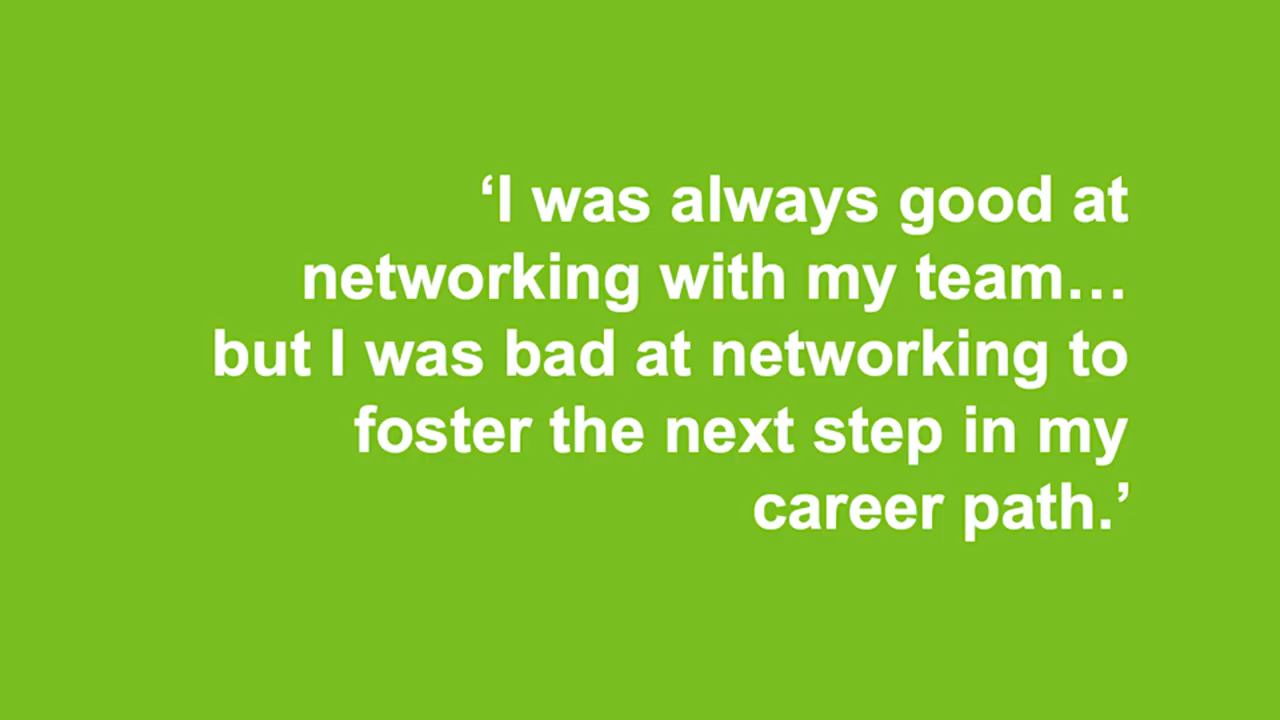 ‘I was always good at
networking with my team…
but I was bad at networking to
foster the next step in my
career path.’